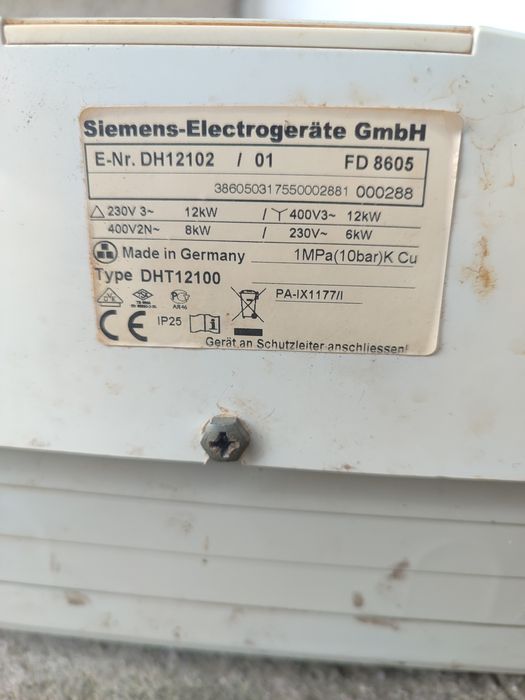 Siemens-Electrogeräte GmbH
E-Nr. DH12102 / 01 FD 8605
386050317550002881 000288
△ 230V 3~ 12kW / Y 400V3~ 12kW
400V2N~ 8kW / 230V~ 6kW
Made in Germany 1MPa(10bar)K Cu
Type DHT12100
AR46
PA-IX1177/I
CE IP25 i
Gerät an Schutzleiter anschliessen!